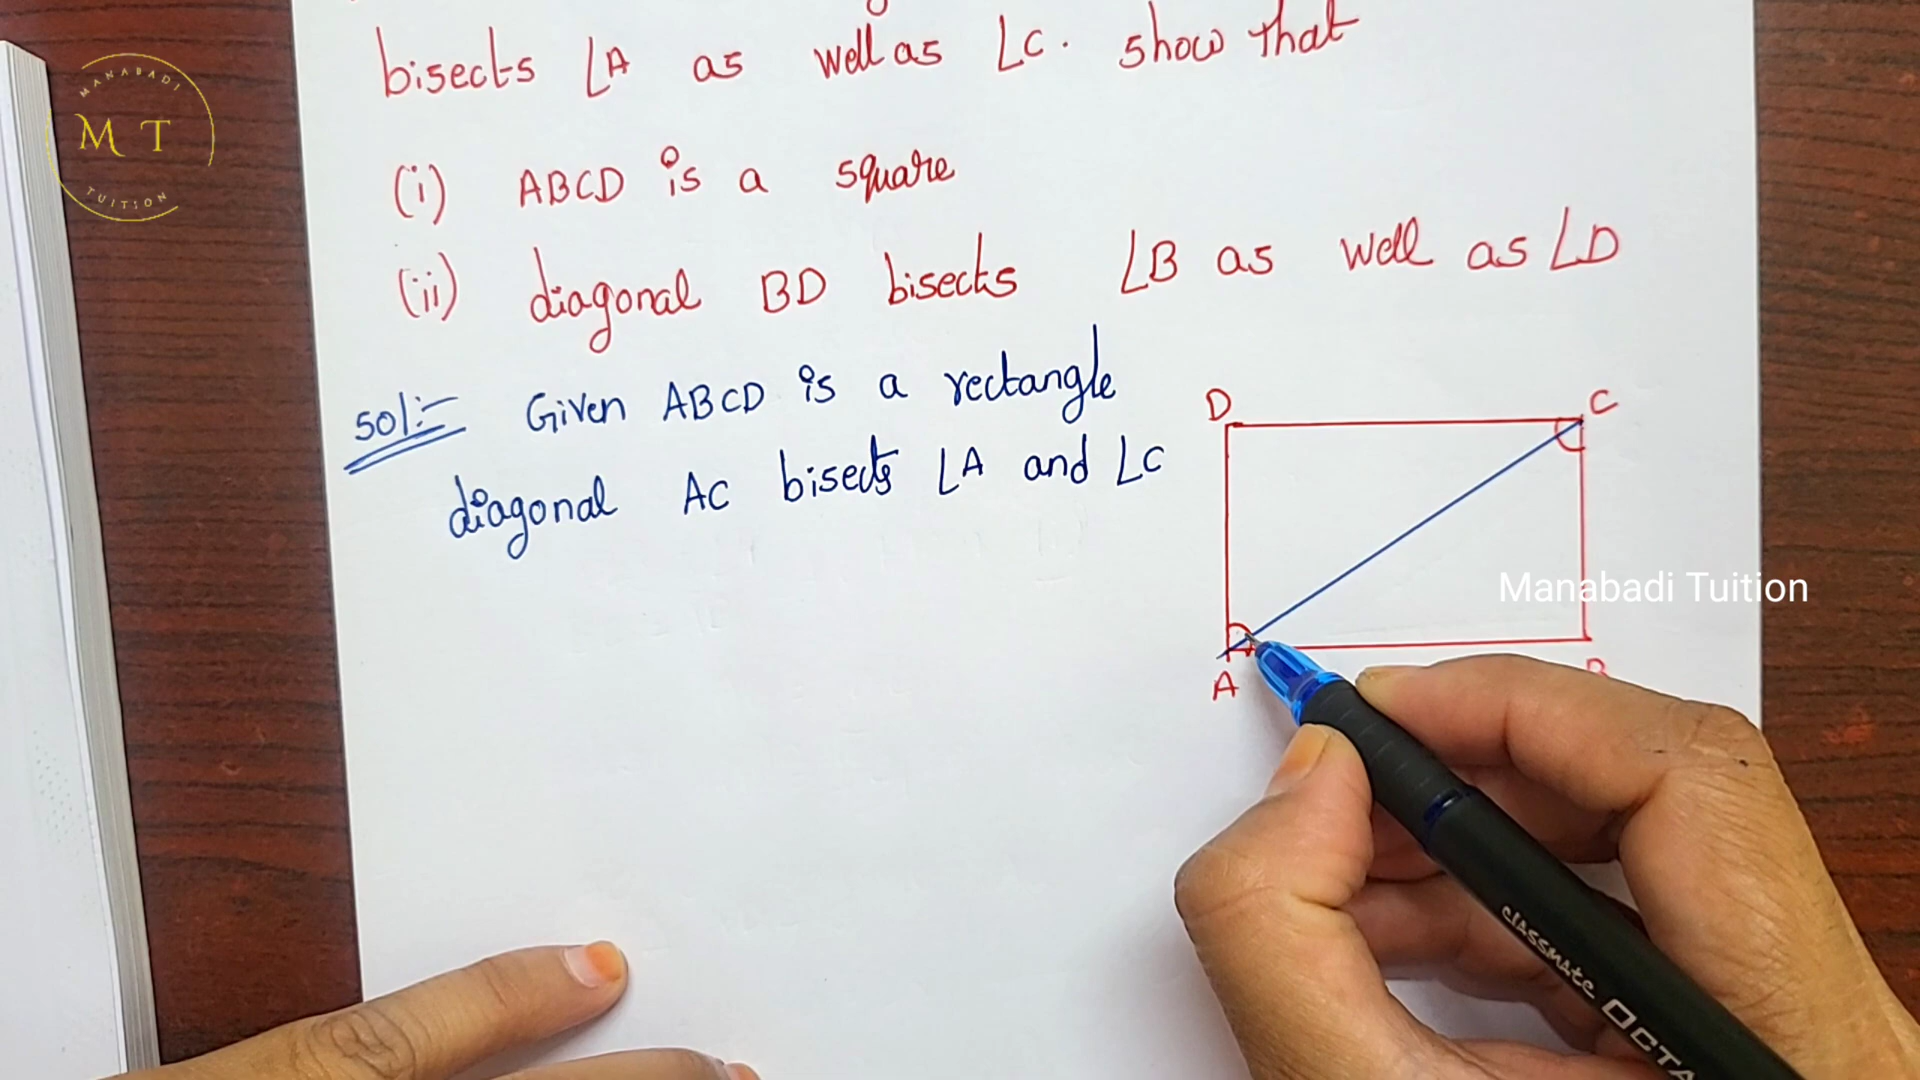 bisects ∠A as well as ∠C. show that
(i) ABCD is a square
(ii) diagonal BD bisects ∠B as well as ∠D
sol:- Given ABCD is a rectangle
diagonal AC bisects ∠A and ∠C
D C
A
MANABADI
MT
TUITION
Manabadi Tuition
classmate OCTA